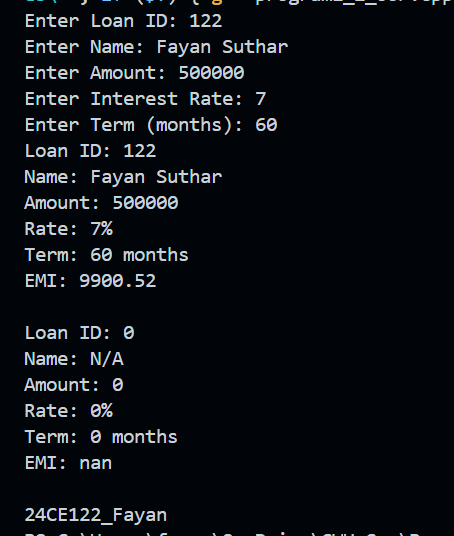 Enter Loan ID: 122
Enter Name: Fayan Suthar
Enter Amount: 500000
Enter Interest Rate: 7
Enter Term (months): 60
Loan ID: 122
Name: Fayan Suthar
Amount: 500000
Rate: 7%
Term: 60 months
EMI: 9900.52
Loan ID: 0
Name: N/A
Amount: 0
Rate: 0%
Term: 0 months
EMI: nan
24CE122_Fayan